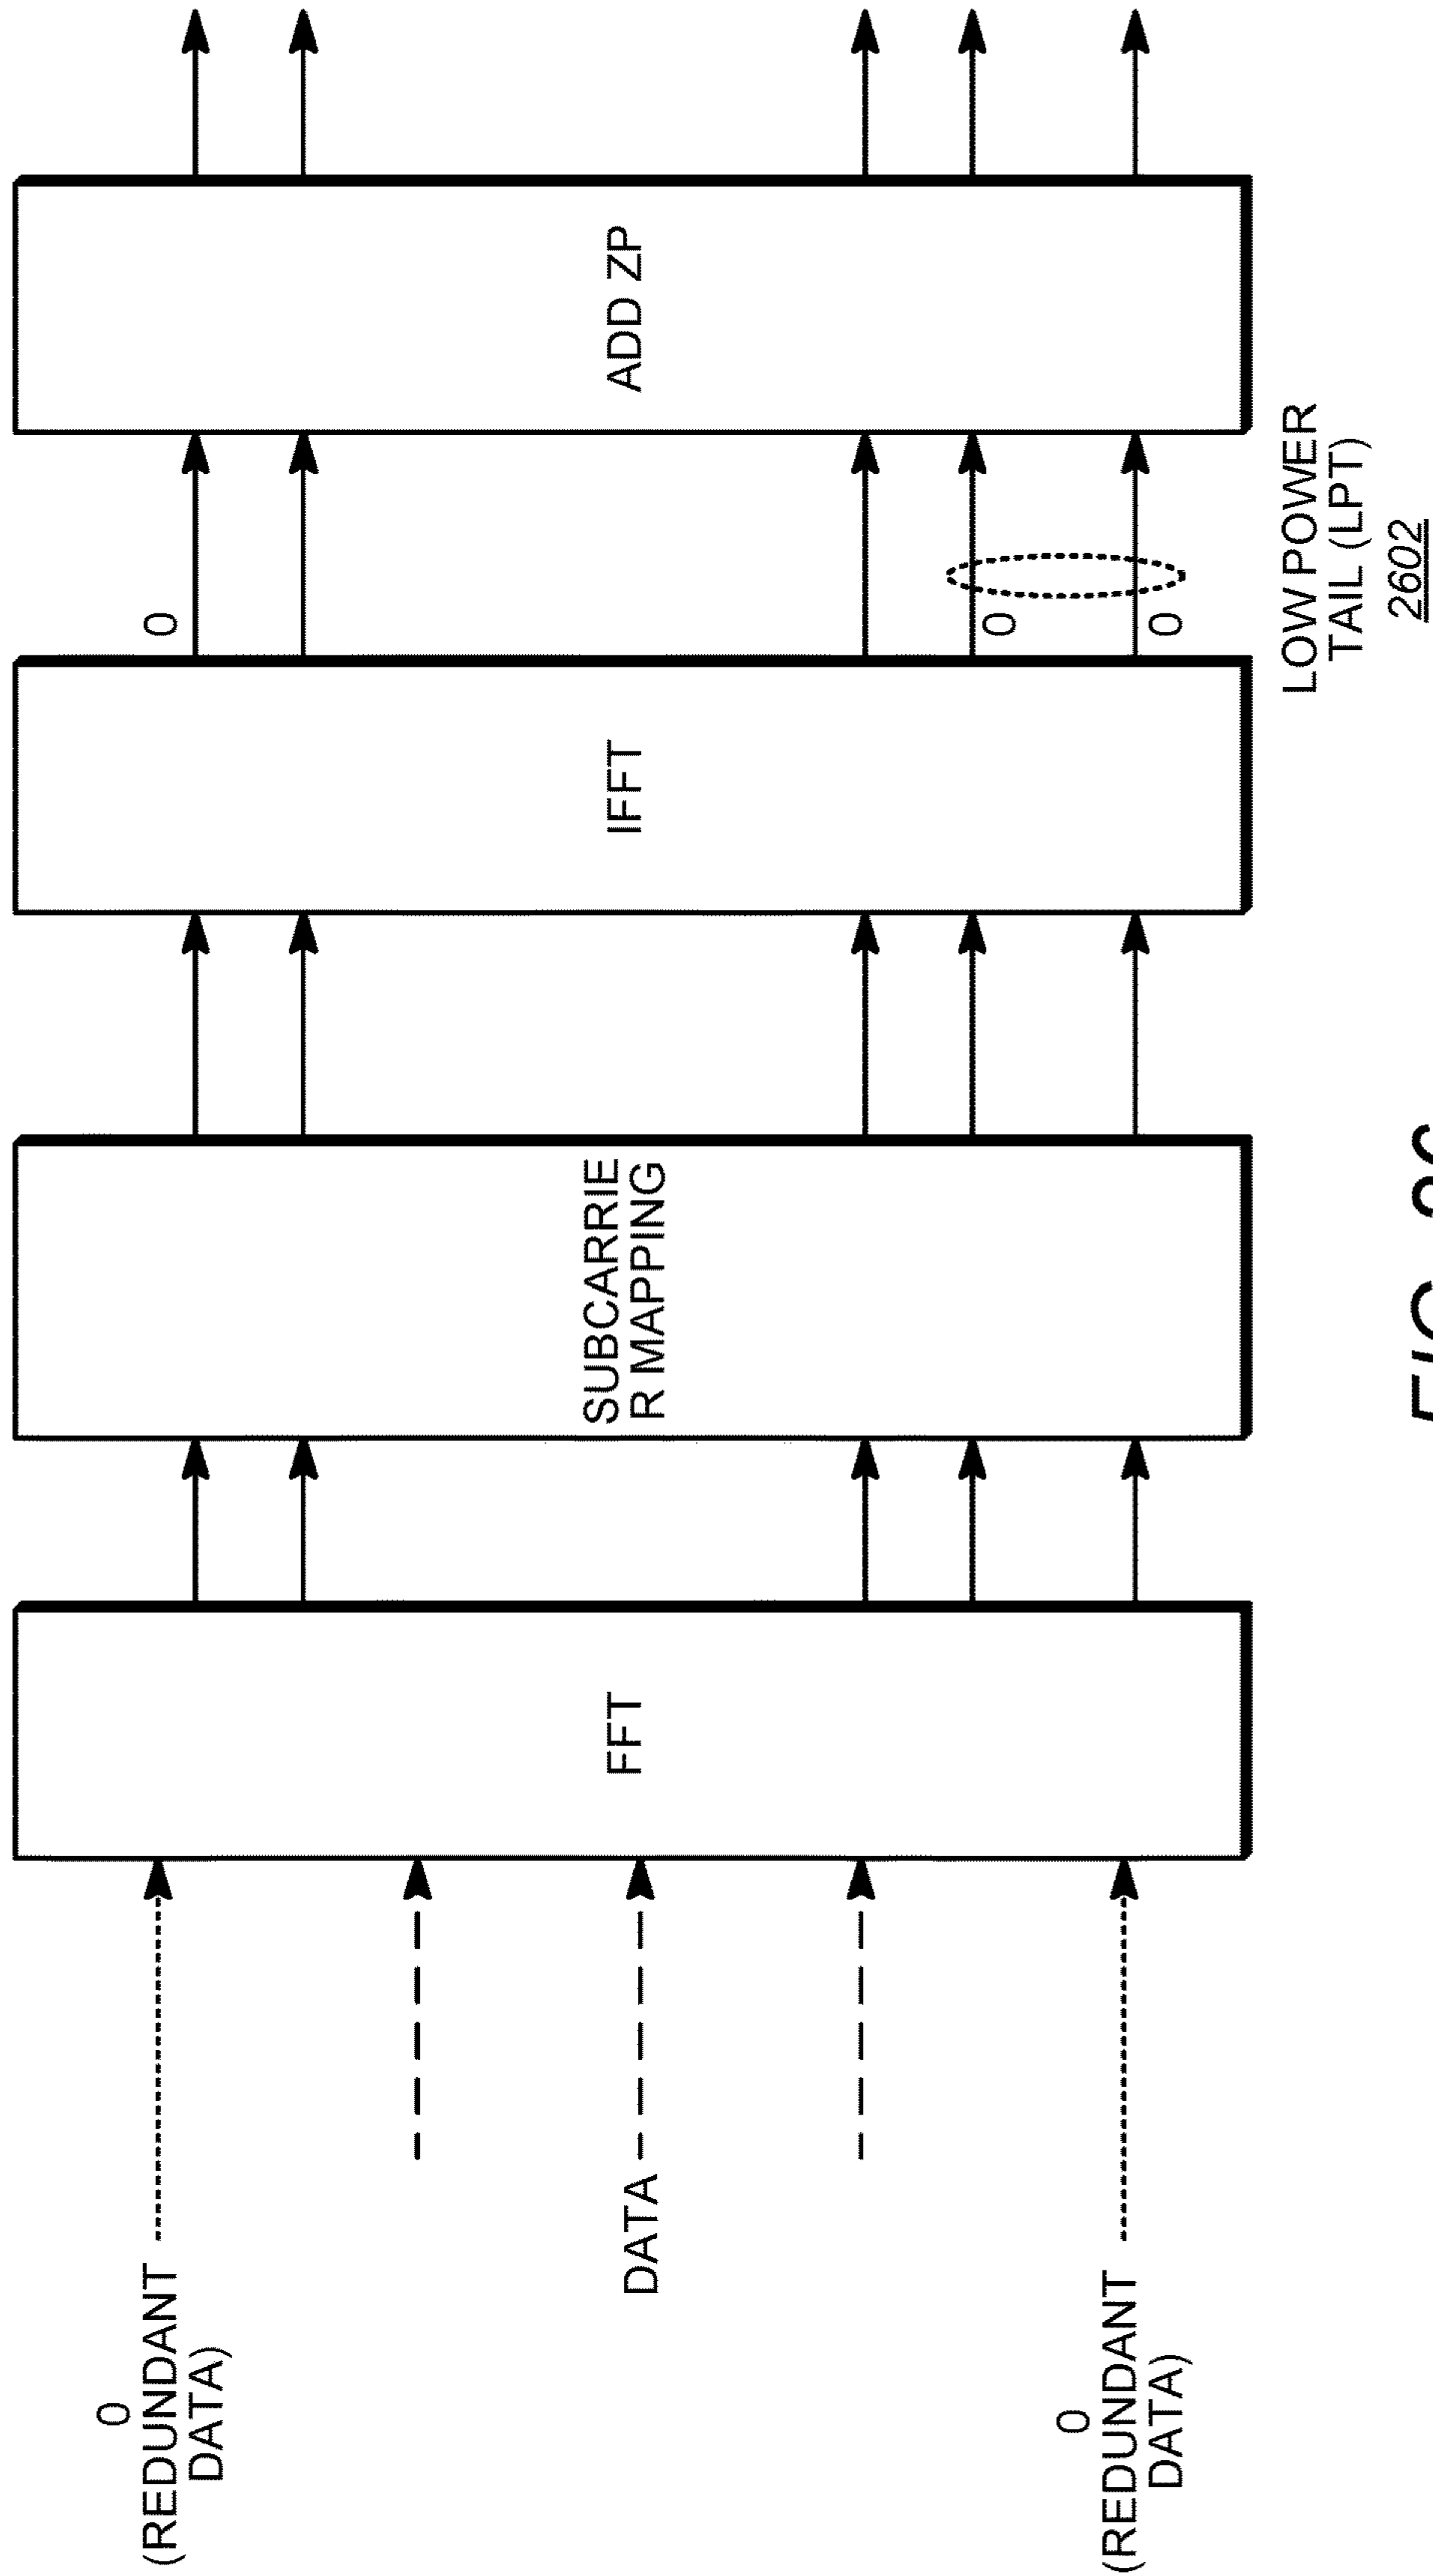 0
(REDUNDANT
DATA)
DATA
0
(REDUNDANT
DATA)
FFT
SUBCARRIE
R MAPPING
IFFT
0
0
0
ADD ZP
LOW POWER
TAIL (LPT)
2602